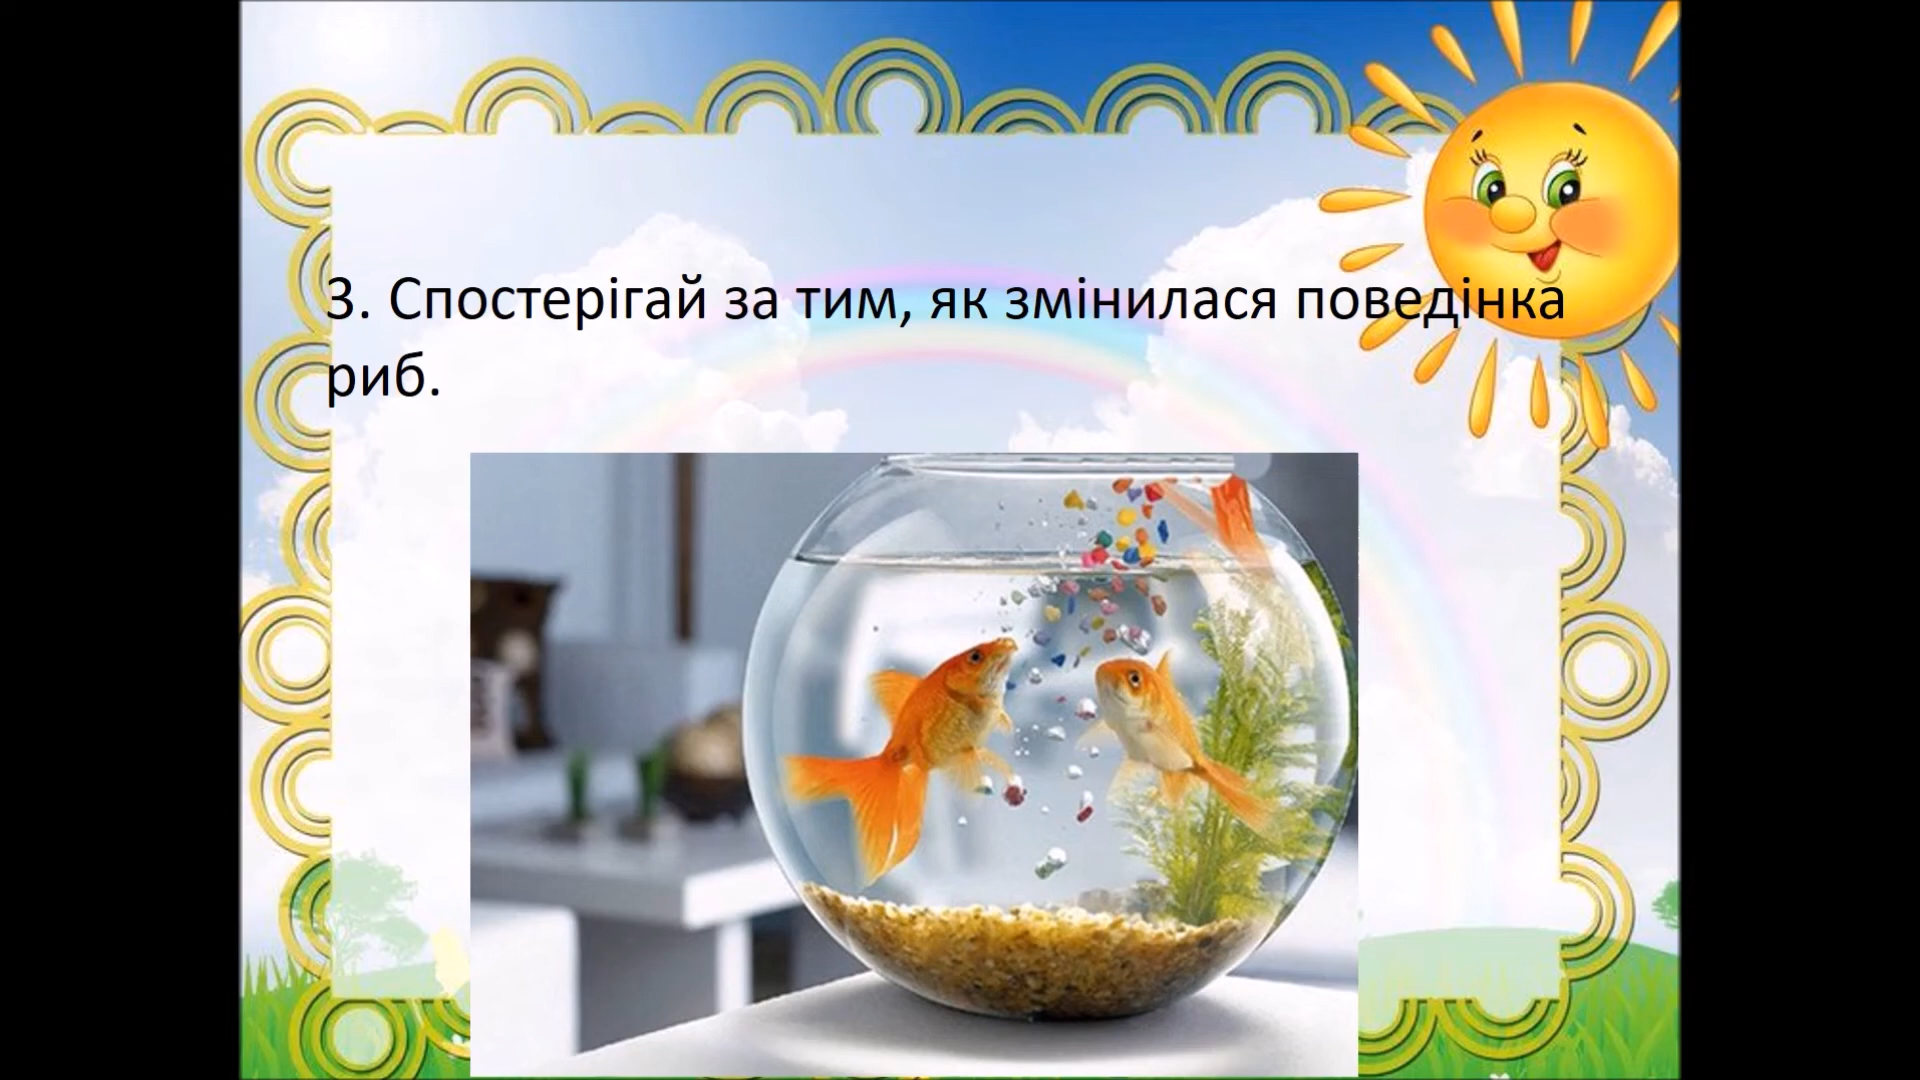 3. Спостерігай за тим, як змінилася поведінка
риб.